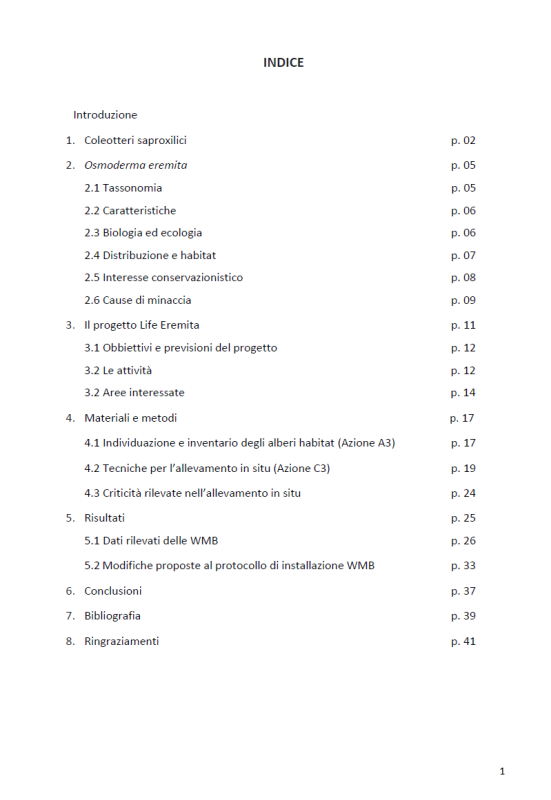 INDICE
Introduzione
1. Coleotteri saproxilici p. 02
2. Osmoderma eremita p. 05
2.1 Tassonomia p. 05
2.2 Caratteristiche p. 06
2.3 Biologia ed ecologia p. 06
2.4 Distribuzione e habitat p. 07
2.5 Interesse conservazionistico p. 08
2.6 Cause di minaccia p. 09
3. Il progetto Life Eremita p. 11
3.1 Obbiettivi e previsioni del progetto p. 12
3.2 Le attività p. 12
3.2 Aree interessate p. 14
4. Materiali e metodi p. 17
4.1 Individuazione e inventario degli alberi habitat (Azione A3) p. 17
4.2 Tecniche per l'allevamento in situ (Azione C3) p. 19
4.3 Criticità rilevate nell'allevamento in situ p. 24
5. Risultati p. 25
5.1 Dati rilevati delle WMB p. 26
5.2 Modifiche proposte al protocollo di installazione WMB p. 33
6. Conclusioni p. 37
7. Bibliografia p. 39
8. Ringraziamenti p. 41
1